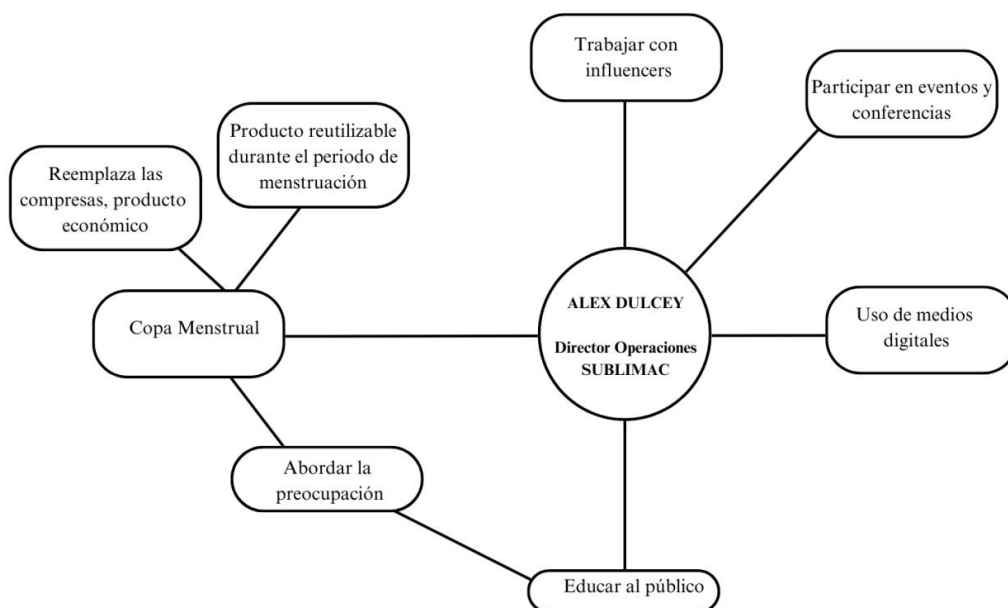 Trabajar con
influencers
Participar en eventos y
conferencias
Producto reutilizable
durante el periodo de
menstruación
Reemplaza las
compresas, producto
económico
Copa Menstrual
ALEX DULCEY
Director Operaciones
SUBLIMAC
Uso de medios
digitales
Abordar la
preocupación
Educar al público